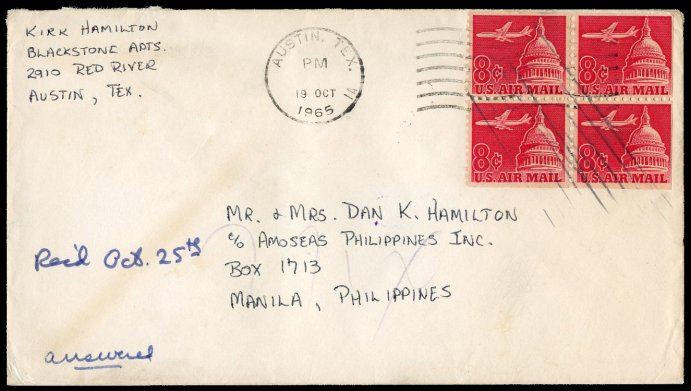 KIRK HAMILTON
BLACKSTONE APTS.
2910 RED RIVER
AUSTIN, TEX.
AUSTIN, TEX.
PM
19 OCT
1965
1A
8¢
U.S. AIR MAIL
8¢
U.S. AIR MAIL
8¢
U.S. AIR MAIL
8¢
U.S. AIR MAIL
MR. & MRS. DAN K. HAMILTON
c/o AMOSEAS PHILIPPINES INC.
BOX 1713
MANILA, PHILIPPINES
Rec'd Oct. 25th
answered